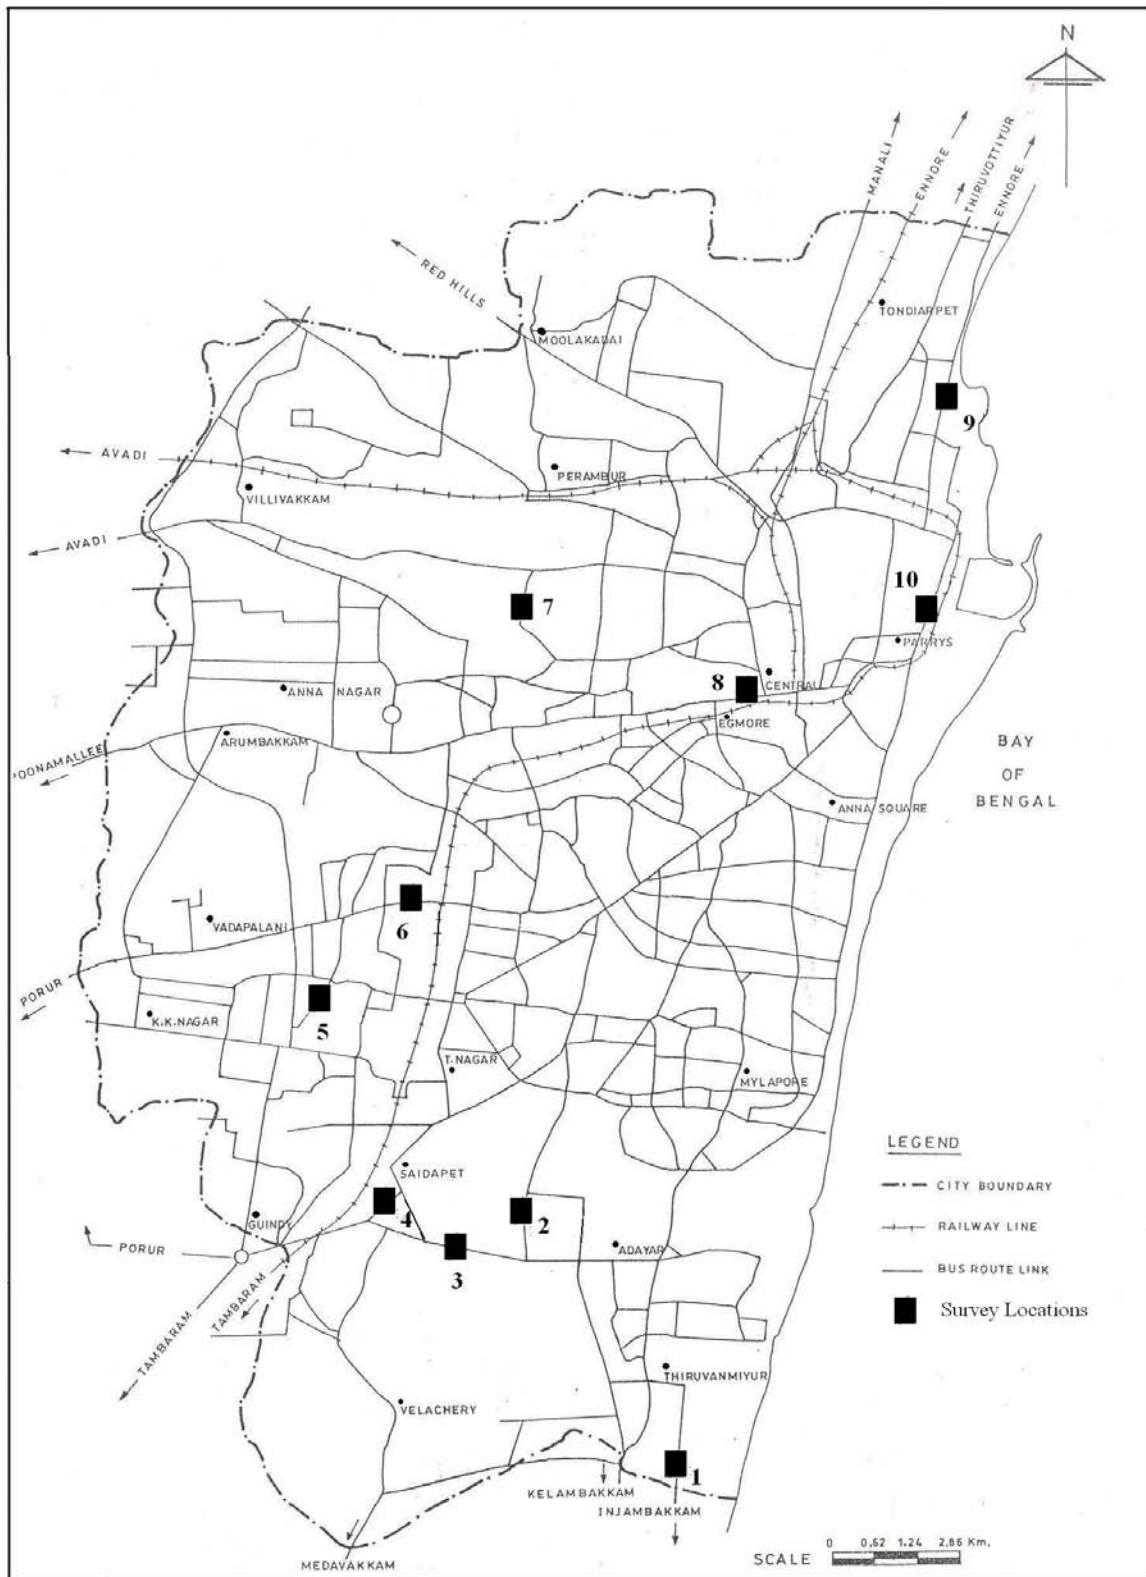 N
MANALI
ENNORE
THIRUVOTTIYUR
ENNORE
RED HILLS
TONDIARPET
MOOLAKADAI
9
AVADI
PERAMBUR
VILLIVAKKAM
AVADI
7
10
PARRYS
ANNA NAGAR
8
CENTRAL
EGMORE
ARUMBAKKAM
POONAMALLEE
BAY
OF
BENGAL
ANNA SQUARE
VADAPALANI
6
PORUR
K.K.NAGAR
5
T.NAGAR
MYLAPORE
LEGEND
SAIDAPET
CITY BOUNDARY
GUINDY
4
2
RAILWAY LINE
PORUR
ADAYAR
3
BUS ROUTE LINK
TAMBARAM
TAMBARAM
Survey Locations
THIRUVANMIYUR
VELACHERY
1
KELAMBAKKAM
INJAMBAKKAM
MEDAVAKKAM
SCALE
0 0.62 1.24 2.86 Km.